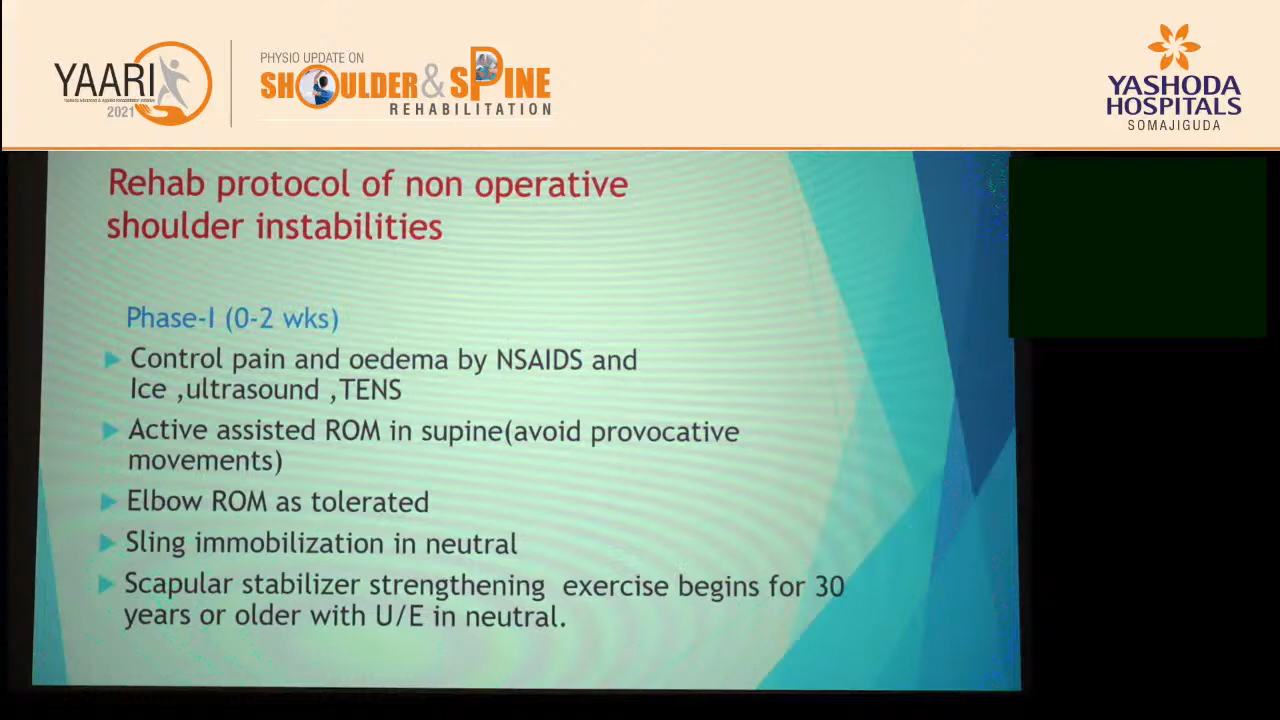 YAARI
2021
PHYSIO UPDATE ON
SHOULDER & SPINE
REHABILITATION
YASHODA
HOSPITALS
SOMAJIGUDA
Rehab protocol of non operative
shoulder instabilities
Phase-I (0-2 wks)
Control pain and oedema by NSAIDS and
Ice ,ultrasound ,TENS
Active assisted ROM in supine(avoid provocative
movements)
Elbow ROM as tolerated
Sling immobilization in neutral
Scapular stabilizer strengthening exercise begins for 30
years or older with U/E in neutral.